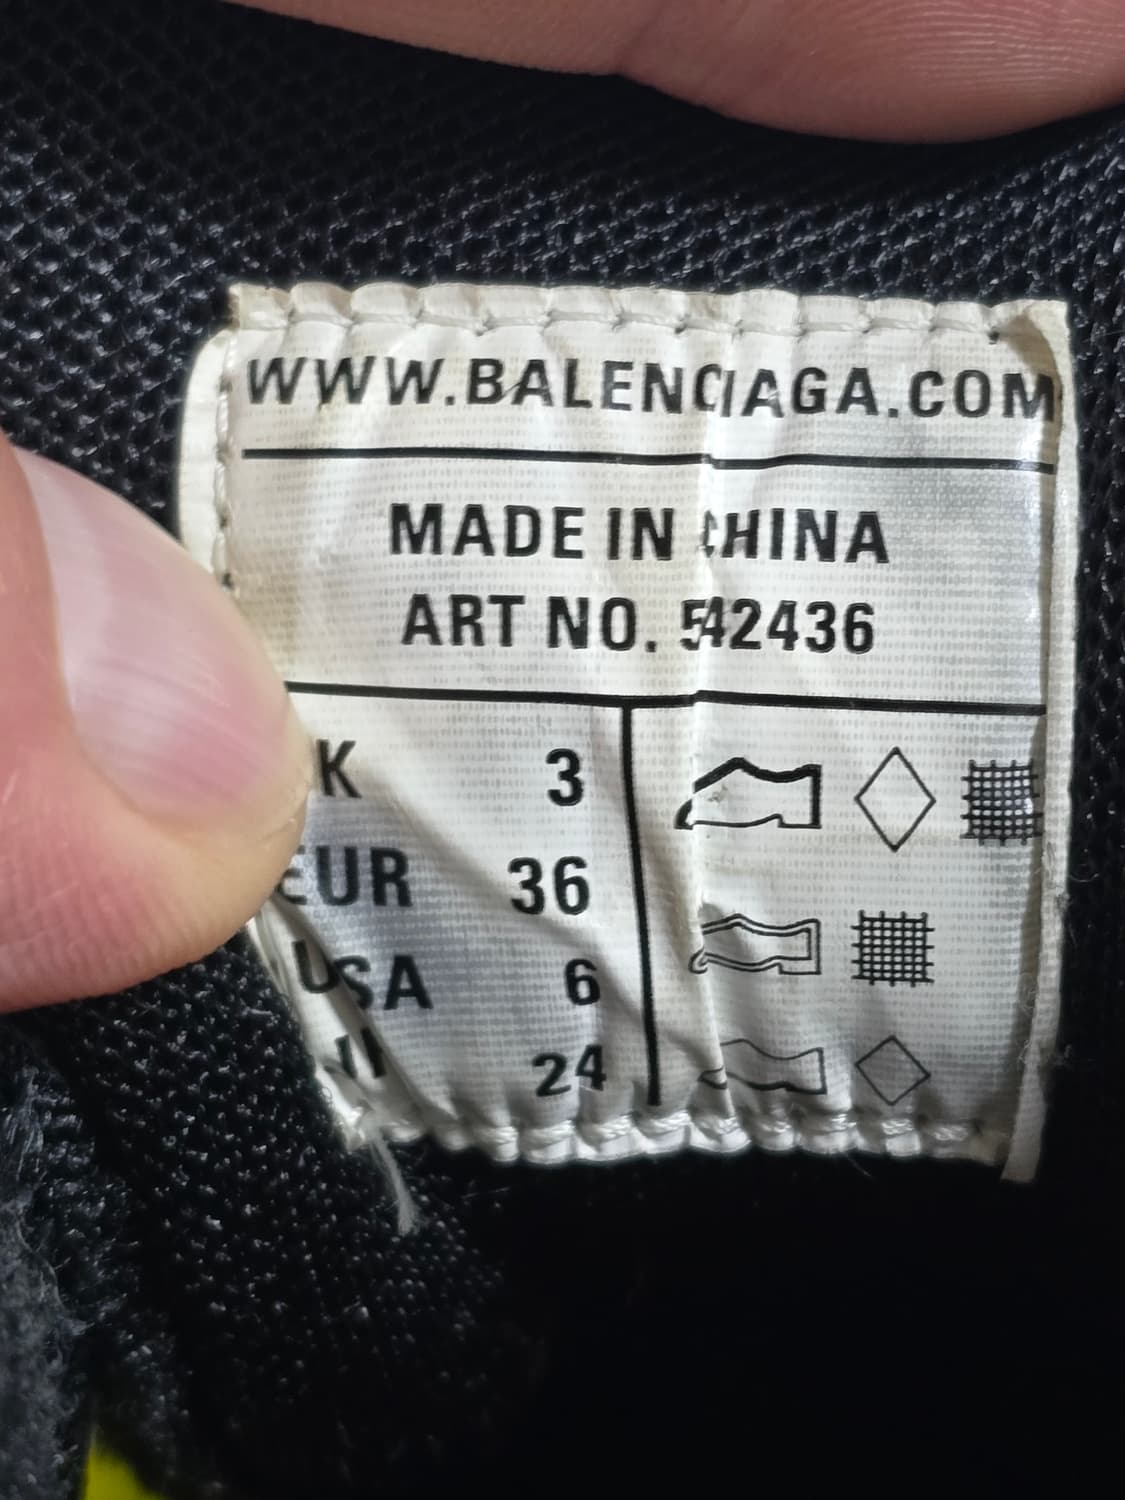 WWW.BALENCIAGA.COM
MADE IN CHINA
ART NO. 542436
K 3
EUR 36
USA 6
24